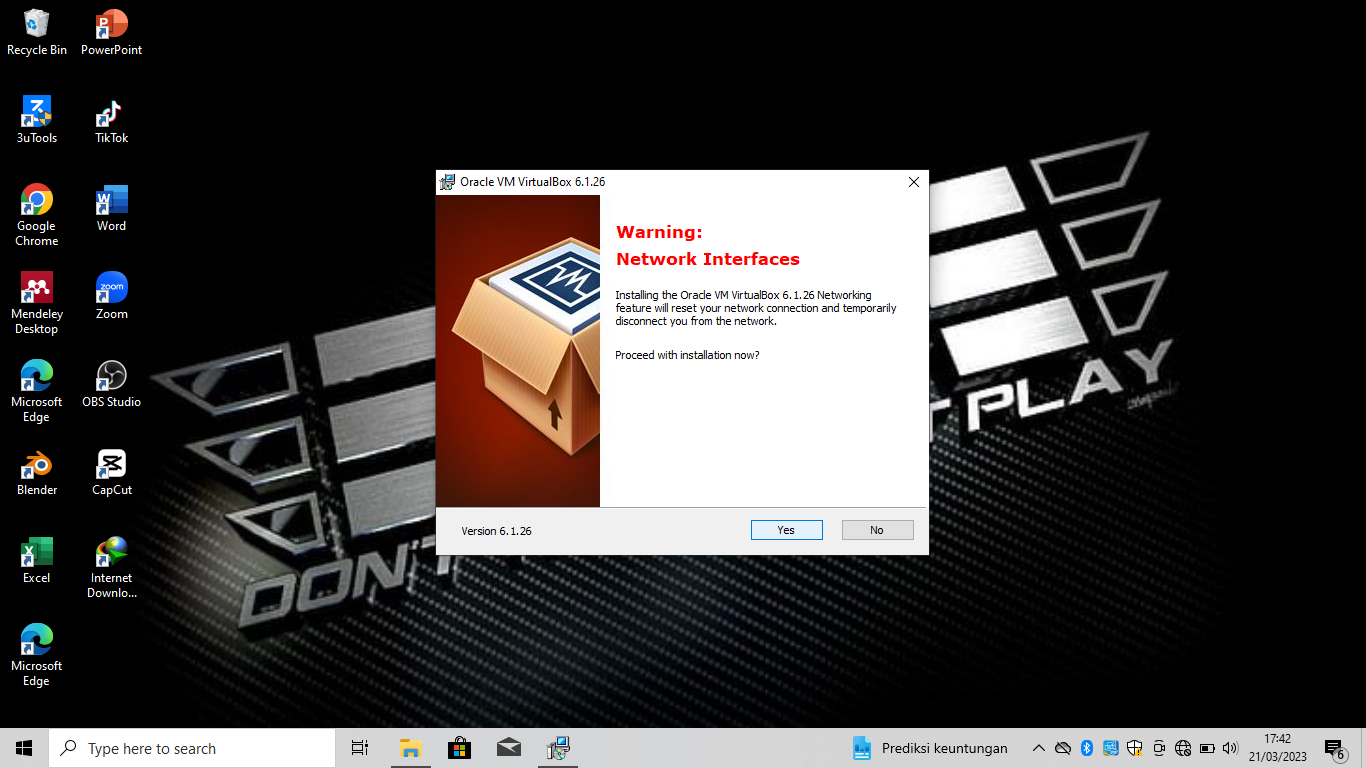 Recycle Bin
PowerPoint
3uTools
TikTok
Google
Chrome
Word
Mendeley
Desktop
Zoom
zoom
Microsoft
Edge
OBS Studio
Blender
CapCut
Excel
Internet
Downlo...
Microsoft
Edge
DON'T
T PLAY
Oracle VM VirtualBox 6.1.26
Warning:
Network Interfaces
Installing the Oracle VM VirtualBox 6.1.26 Networking
feature will reset your network connection and temporarily
disconnect you from the network.
Proceed with installation now?
Version 6.1.26
Yes
No
Type here to search
Prediksi keuntungan
17:42
21/03/2023
6